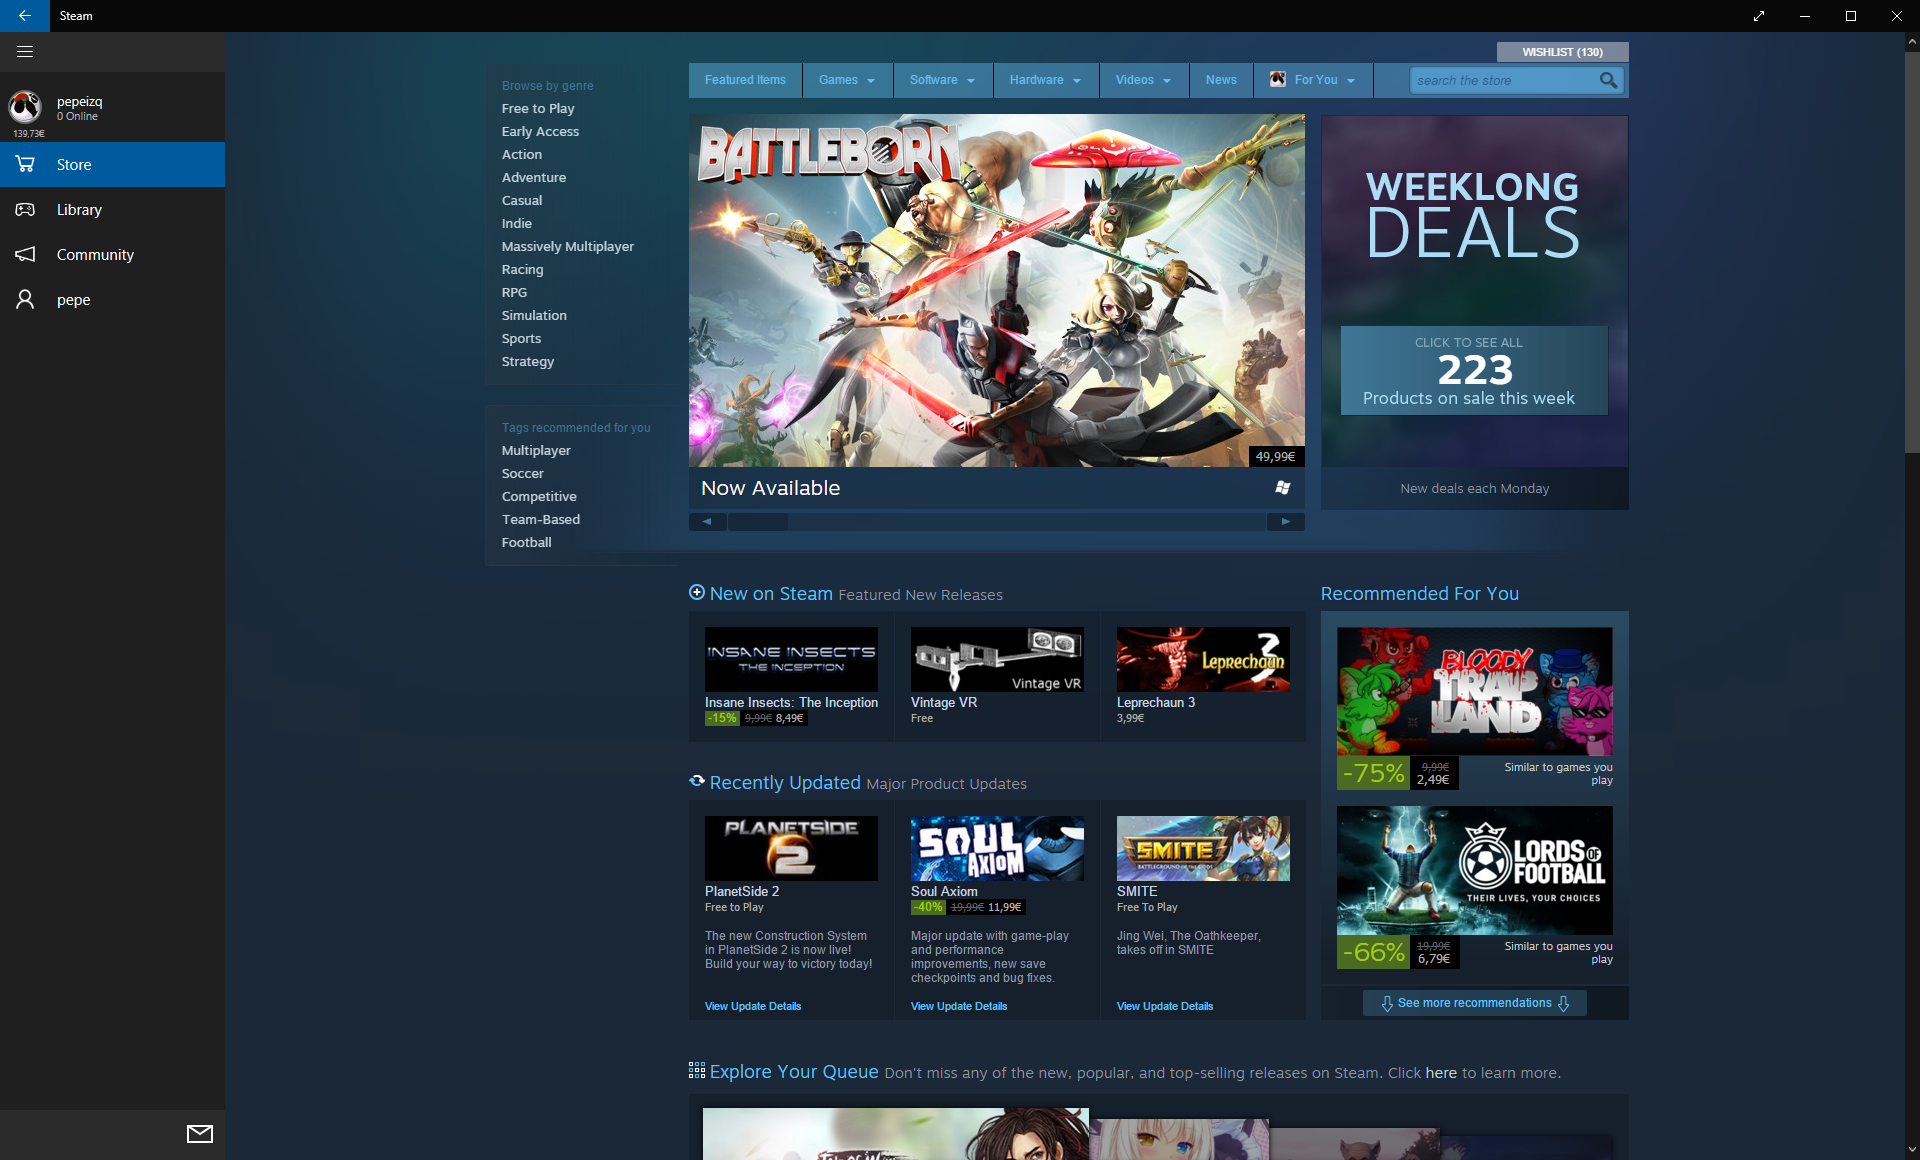 Steam
pepeizq
0 Online
139,73€
Store
Library
Community
pepe
WISHLIST (130)
Featured Items
Games
Software
Hardware
Videos
News
For You
search the store
Browse by genre
Free to Play
Early Access
Action
Adventure
Casual
Indie
Massively Multiplayer
Racing
RPG
Simulation
Sports
Strategy
Tags recommended for you
Multiplayer
Soccer
Competitive
Team-Based
Football
BATTLEBORN
49,99€
Now Available
WEEKLONG
DEALS
CLICK TO SEE ALL
223
Products on sale this week
New deals each Monday
New on Steam Featured New Releases
INSANE INSECTS
THE INCEPTION
Insane Insects: The Inception
-15% 9,99€ 8,49€
Vintage VR
Vintage VR
Free
Leprechaun 3
Leprechaun 3
3,99€
Recently Updated Major Product Updates
PLANETSIDE
2
PlanetSide 2
Free to Play
The new Construction System
in PlanetSide 2 is now live!
Build your way to victory today!
View Update Details
SOUL
AXIOM
Soul Axiom
-40% 19,99€ 11,99€
Major update with game-play
and performance
improvements, new save
checkpoints and bug fixes.
View Update Details
SMITE
BATTLEGROUND OF THE GODS
SMITE
Free To Play
Jing Wei, The Oathkeeper,
takes off in SMITE
View Update Details
Recommended For You
BLOODY
TRAP
LAND
-75%
9,99€
2,49€
Similar to games you
play
LORDS OF
FOOTBALL
THEIR LIVES, YOUR CHOICES
-66%
19,99€
6,79€
Similar to games you
play
See more recommendations
Explore Your Queue Don't miss any of the new, popular, and top-selling releases on Steam. Click here to learn more.